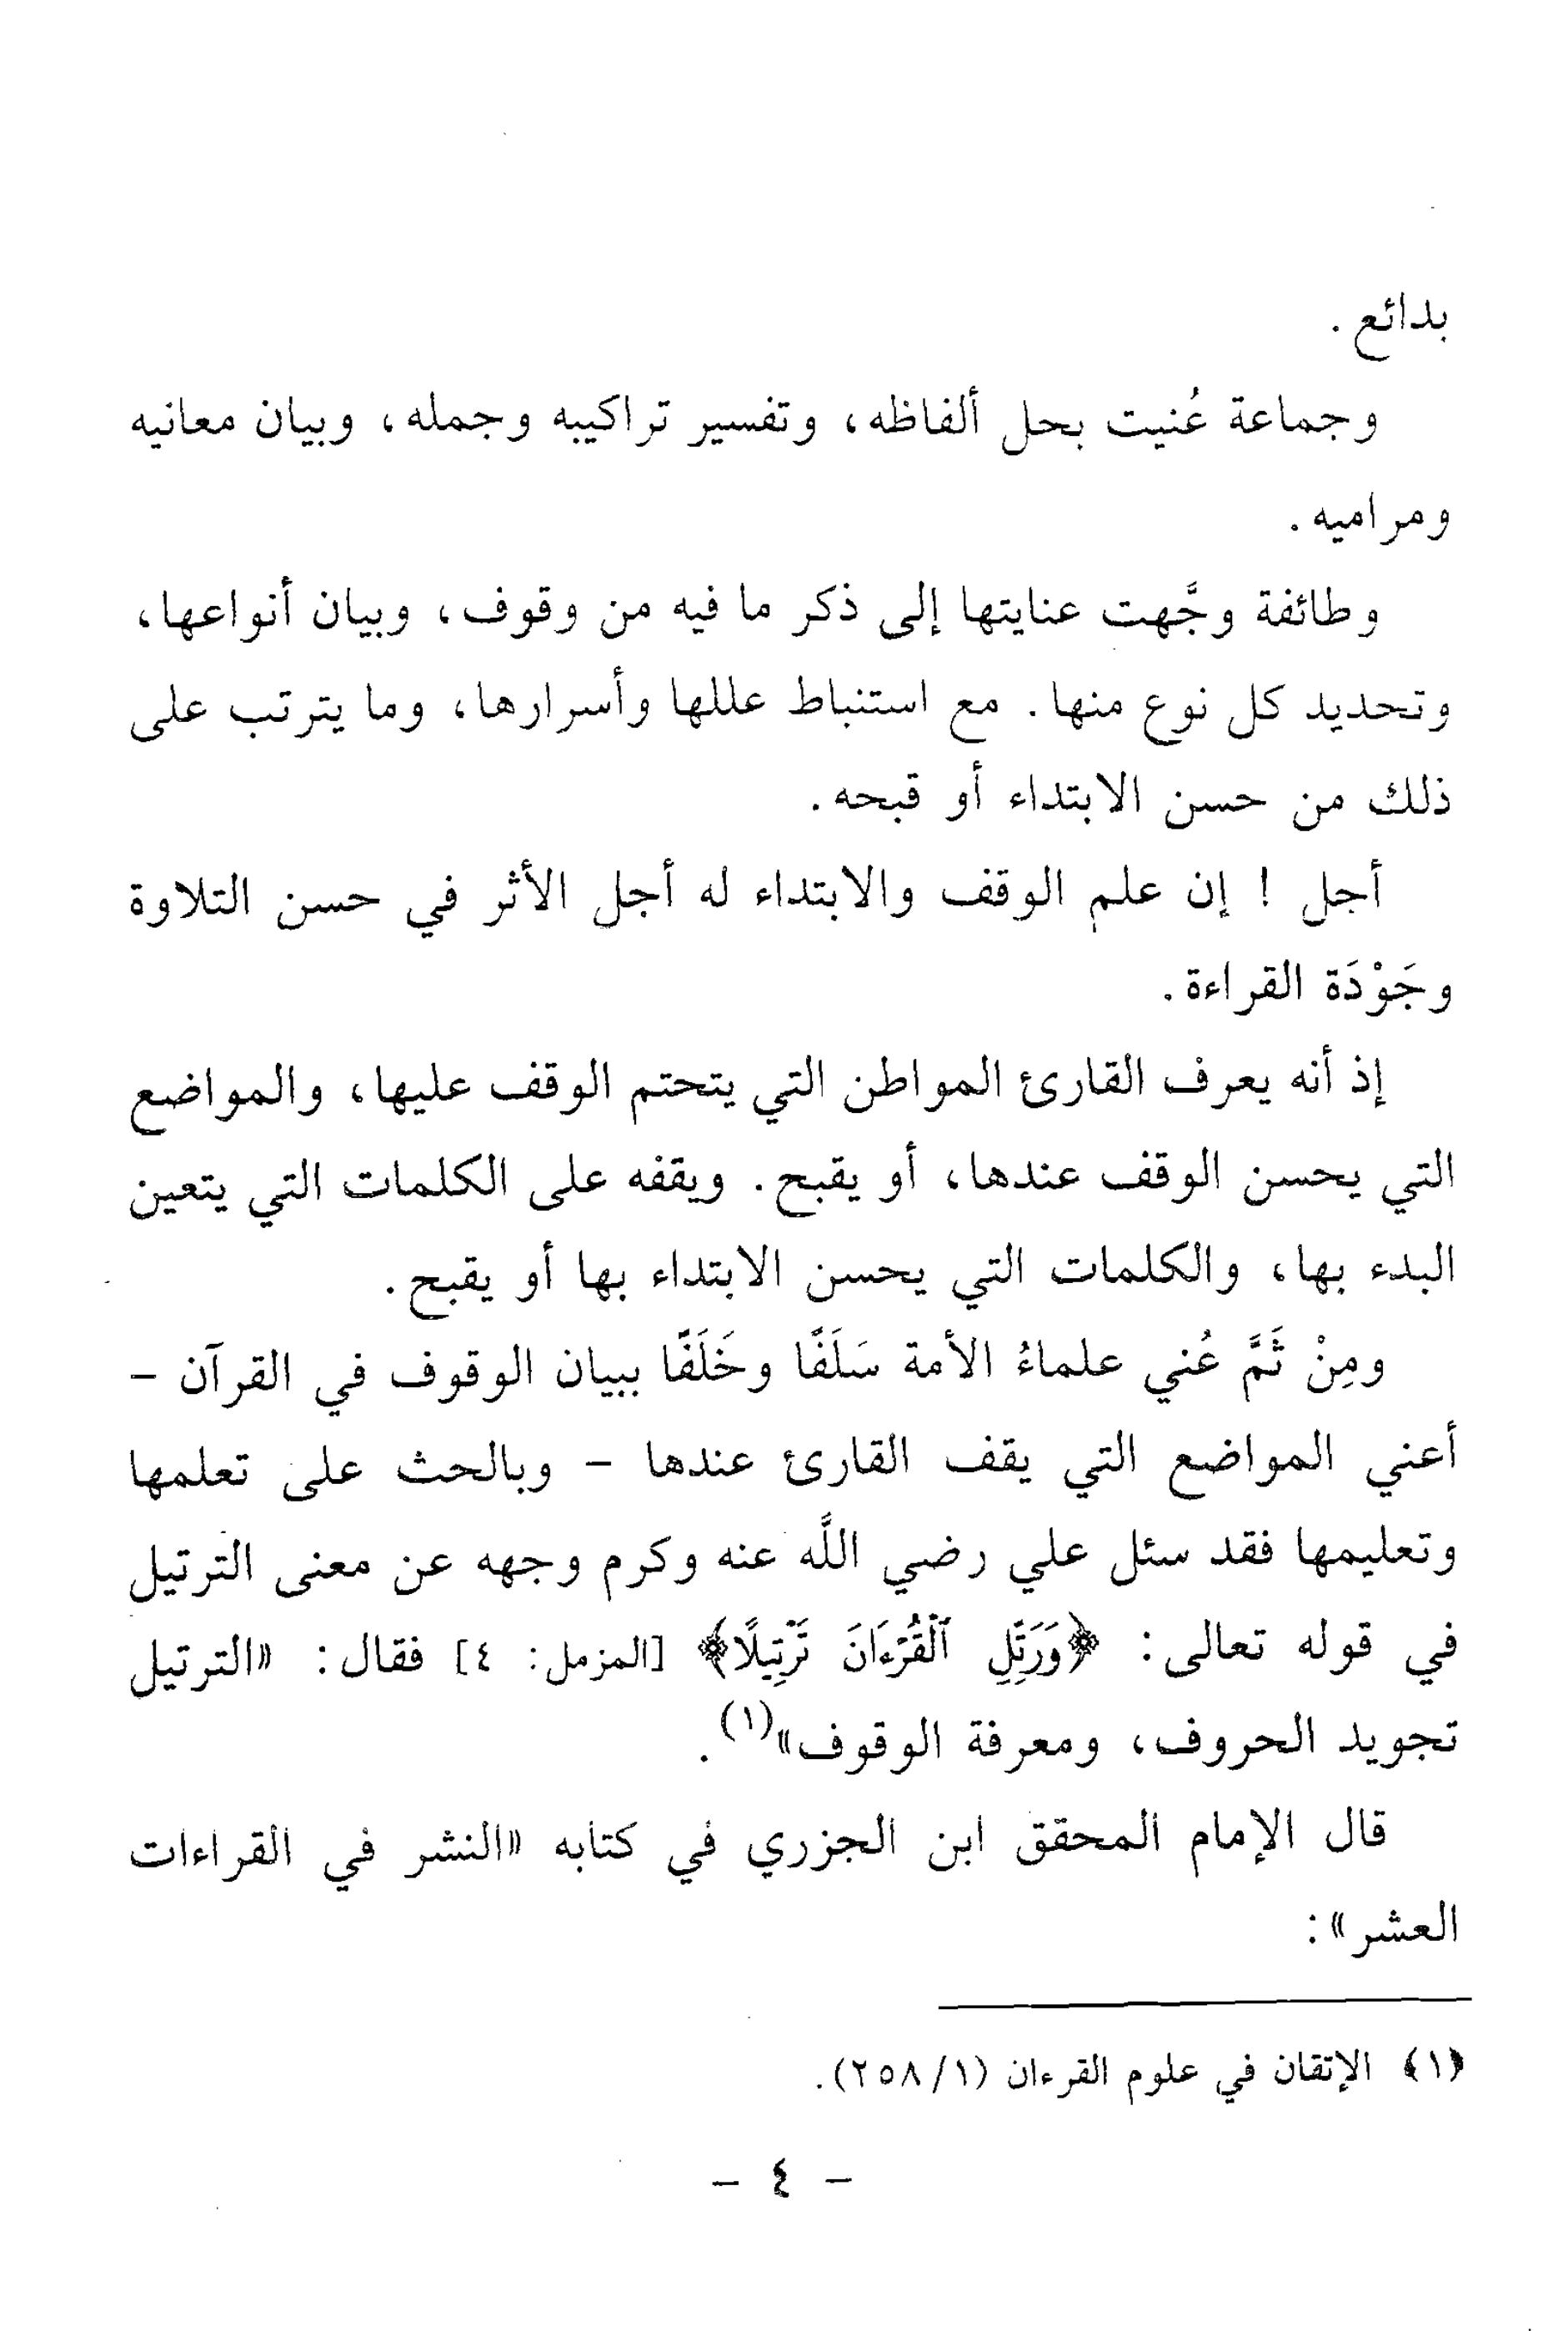 بدائع .
وجماعة عُنيت بحل ألفاظه، وتفسير تراكيبه وجمله، وبيان معانيه
ومراميه .
وطائفة وجَّهت عنايتها إلى ذكر ما فيه من وقوف، وبيان أنواعها،
وتحديد كل نوع منها. مع استنباط عللها وأسرارها، وما يترتب على
ذلك من حسن الابتداء أو قبحه.
أجل ! إن علم الوقف والابتداء له أجل الأثر في حسن التلاوة
وجَوْدَة القراءة.
إذ أنه يعرف القارئ المواطن التي يتحتم الوقف عليها، والمواضع
التي يحسن الوقف عندها، أو يقبح. ويقفه على الكلمات التي يتعين
البدء بها، والكلمات التي يحسن الابتداء بها أو يقبح.
ومِنْ ثَمَّ عُني علماءُ الأمة سَلَفًا وخَلَفًا ببيان الوقوف في القرآن –
أعني المواضع التي يقف القارئ عندها – وبالحث على تعلمها
وتعليمها فقد سئل علي رضي اللَّه عنه وكرم وجهه عن معنى الترتيل
في قوله تعالى: ﴿وَرَتِّلِ ٱلْقُرْءَانَ تَرْتِيلًا﴾ [المزمل: ٤] فقال: «الترتيل
تجويد الحروف، ومعرفة الوقوف»(١).
قال الإمام المحقق ابن الجزري في كتابه «النشر في القراءات
العشر»:
(١) الإتقان في علوم القرءان (٢٥٨/١).
– ٤ –